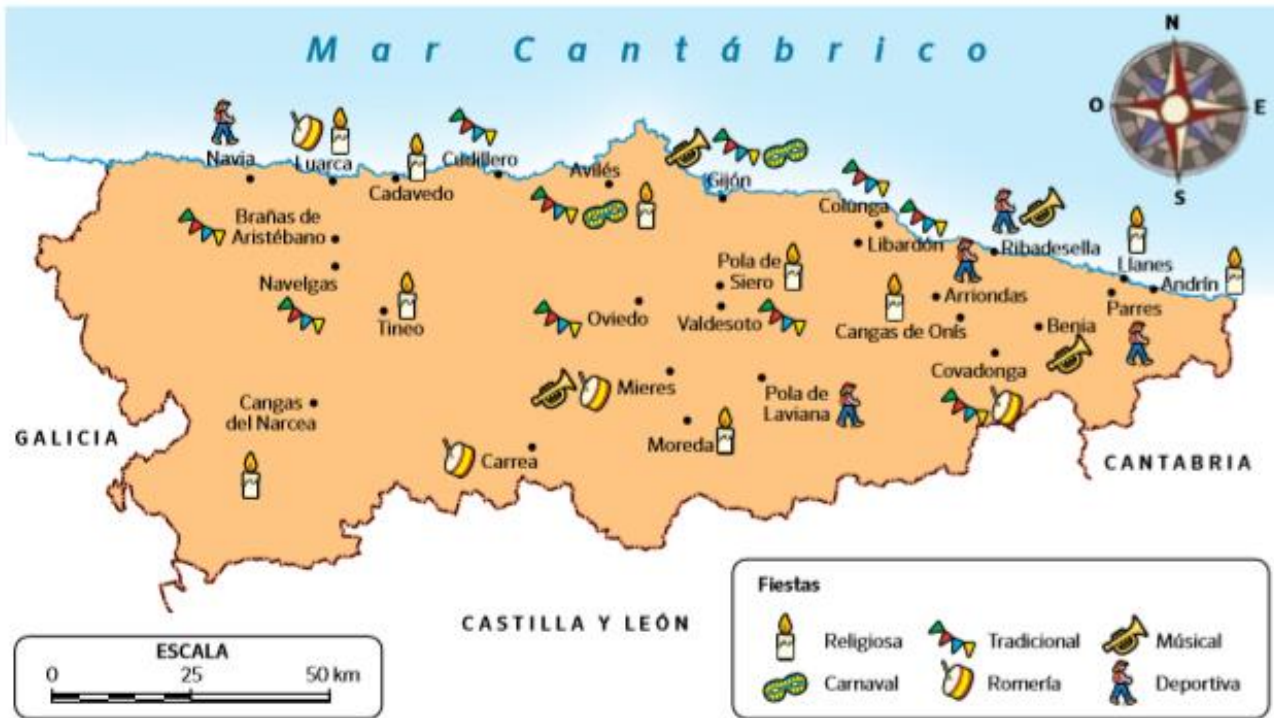 Mar Cantábrico
N
O
E
S
Navia
Luarca
Cadavedo
Cudillero
Avilés
Gijón
Colunga
Libardón
Ribadesella
Llanes
Andrín
Brañas de
Aristébano
Navelgas
Tineo
Oviedo
Pola de
Siero
Valdesoto
Cangas de Onís
Arriondas
Parres
Benia
Covadonga
Mieres
Pola de
Laviana
Cangas
del Narcea
Moreda
Carrea
GALICIA
CANTABRIA
CASTILLA Y LEÓN
ESCALA
0 25 50 km
Fiestas
Religiosa Tradicional Músical
Carnaval Romería Deportiva